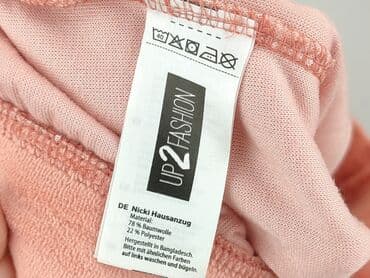 40
UP2FASHION
DE Nicki Hausanzug
Material:
78 % Baumwolle
22 % Polyester
Hergestellt in Bangladesch.
Bitte mit ähnlichen Farben
auf links waschen und bügeln.